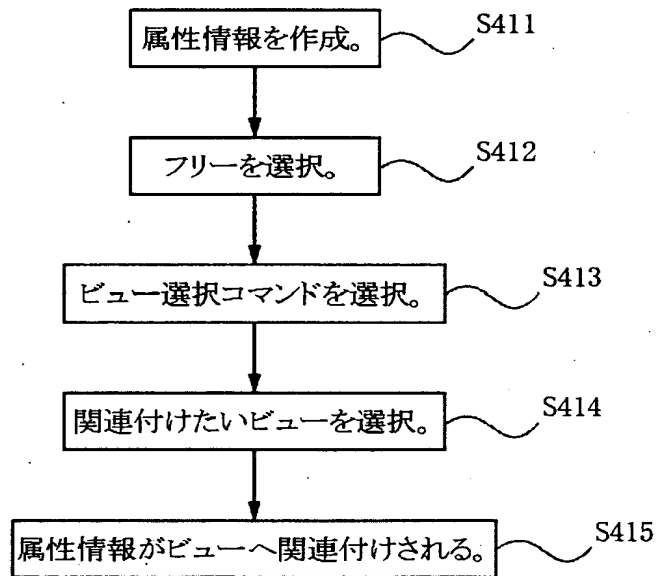 属性情報を作成。
S411
フリーを選択。
S412
ビュー選択コマンドを選択。
S413
関連付けたいビューを選択。
S414
属性情報がビューへ関連付けされる。
S415